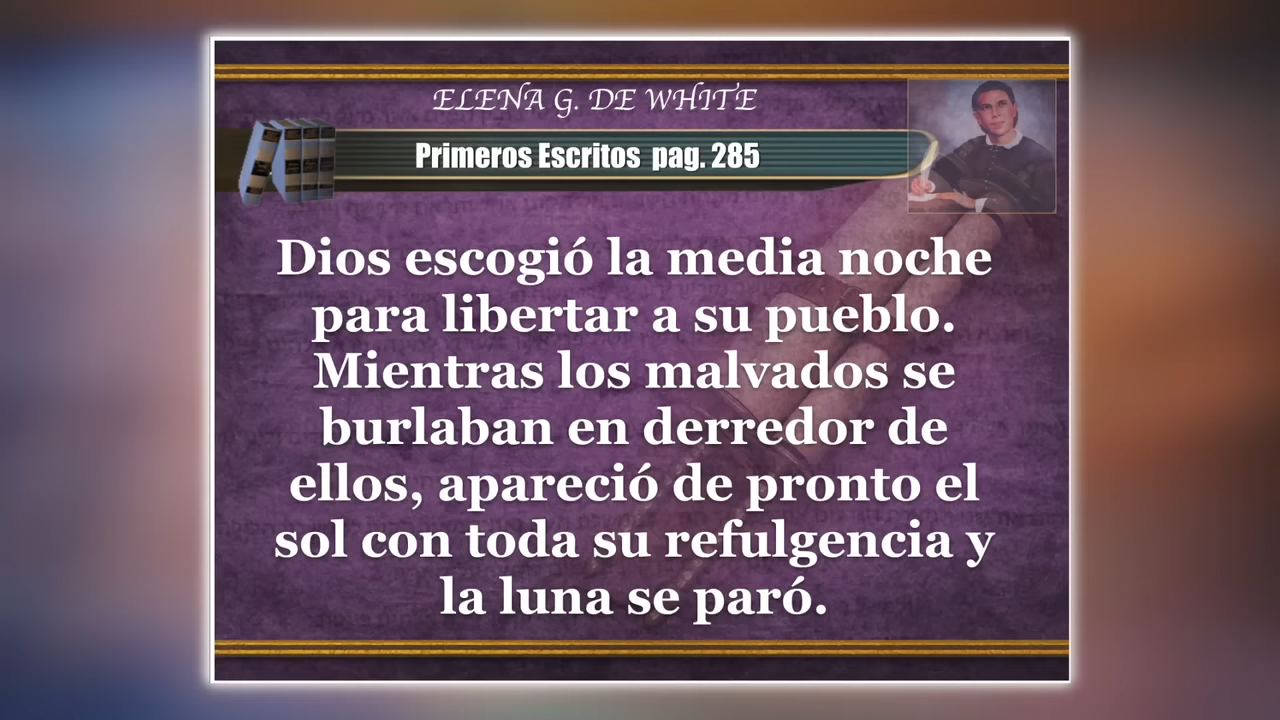 ELENA G. DE WHITE
Primeros Escritos pag. 285
Dios escogió la media noche
para libertar a su pueblo.
Mientras los malvados se
burlaban en derredor de
ellos, apareció de pronto el
sol con toda su refulgencia y
la luna se paró.